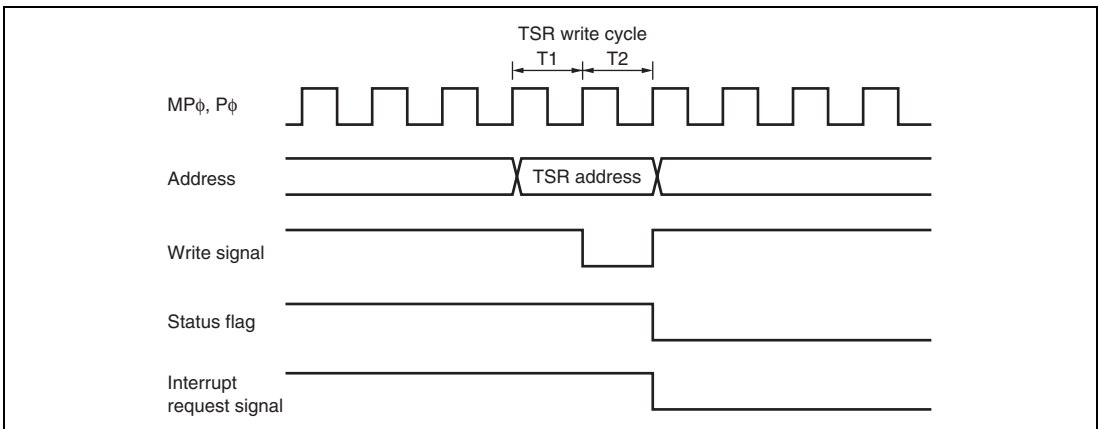 TSR write cycle
T1 T2
MPϕ, Pϕ
Address
TSR address
Write signal
Status flag
Interrupt
request signal